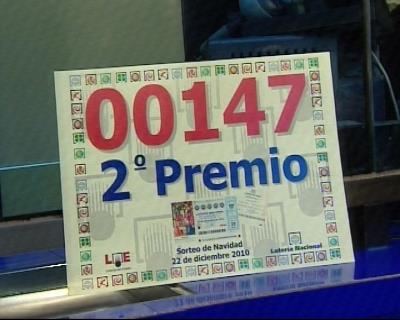 00147
2º Premio
Sorteo de Navidad
22 de diciembre 2010
Lotería Nacional